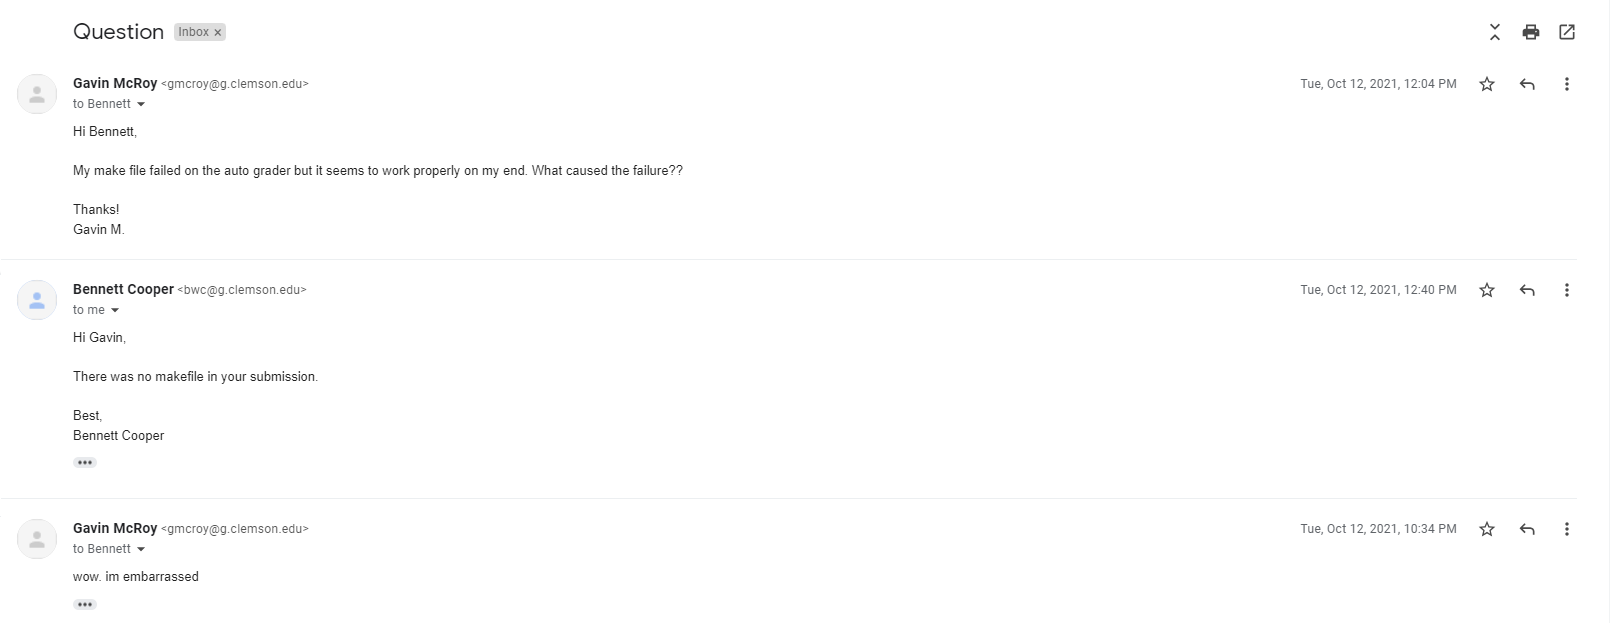 Question Inbox ×
Gavin McRoy <gmcroy@g.clemson.edu> Tue, Oct 12, 2021, 12:04 PM
to Bennett
Hi Bennett,
My make file failed on the auto grader but it seems to work properly on my end. What caused the failure??
Thanks!
Gavin M.
Bennett Cooper <bwc@g.clemson.edu> Tue, Oct 12, 2021, 12:40 PM
to me
Hi Gavin,
There was no makefile in your submission.
Best,
Bennett Cooper
Gavin McRoy <gmcroy@g.clemson.edu> Tue, Oct 12, 2021, 10:34 PM
to Bennett
wow. im embarrassed